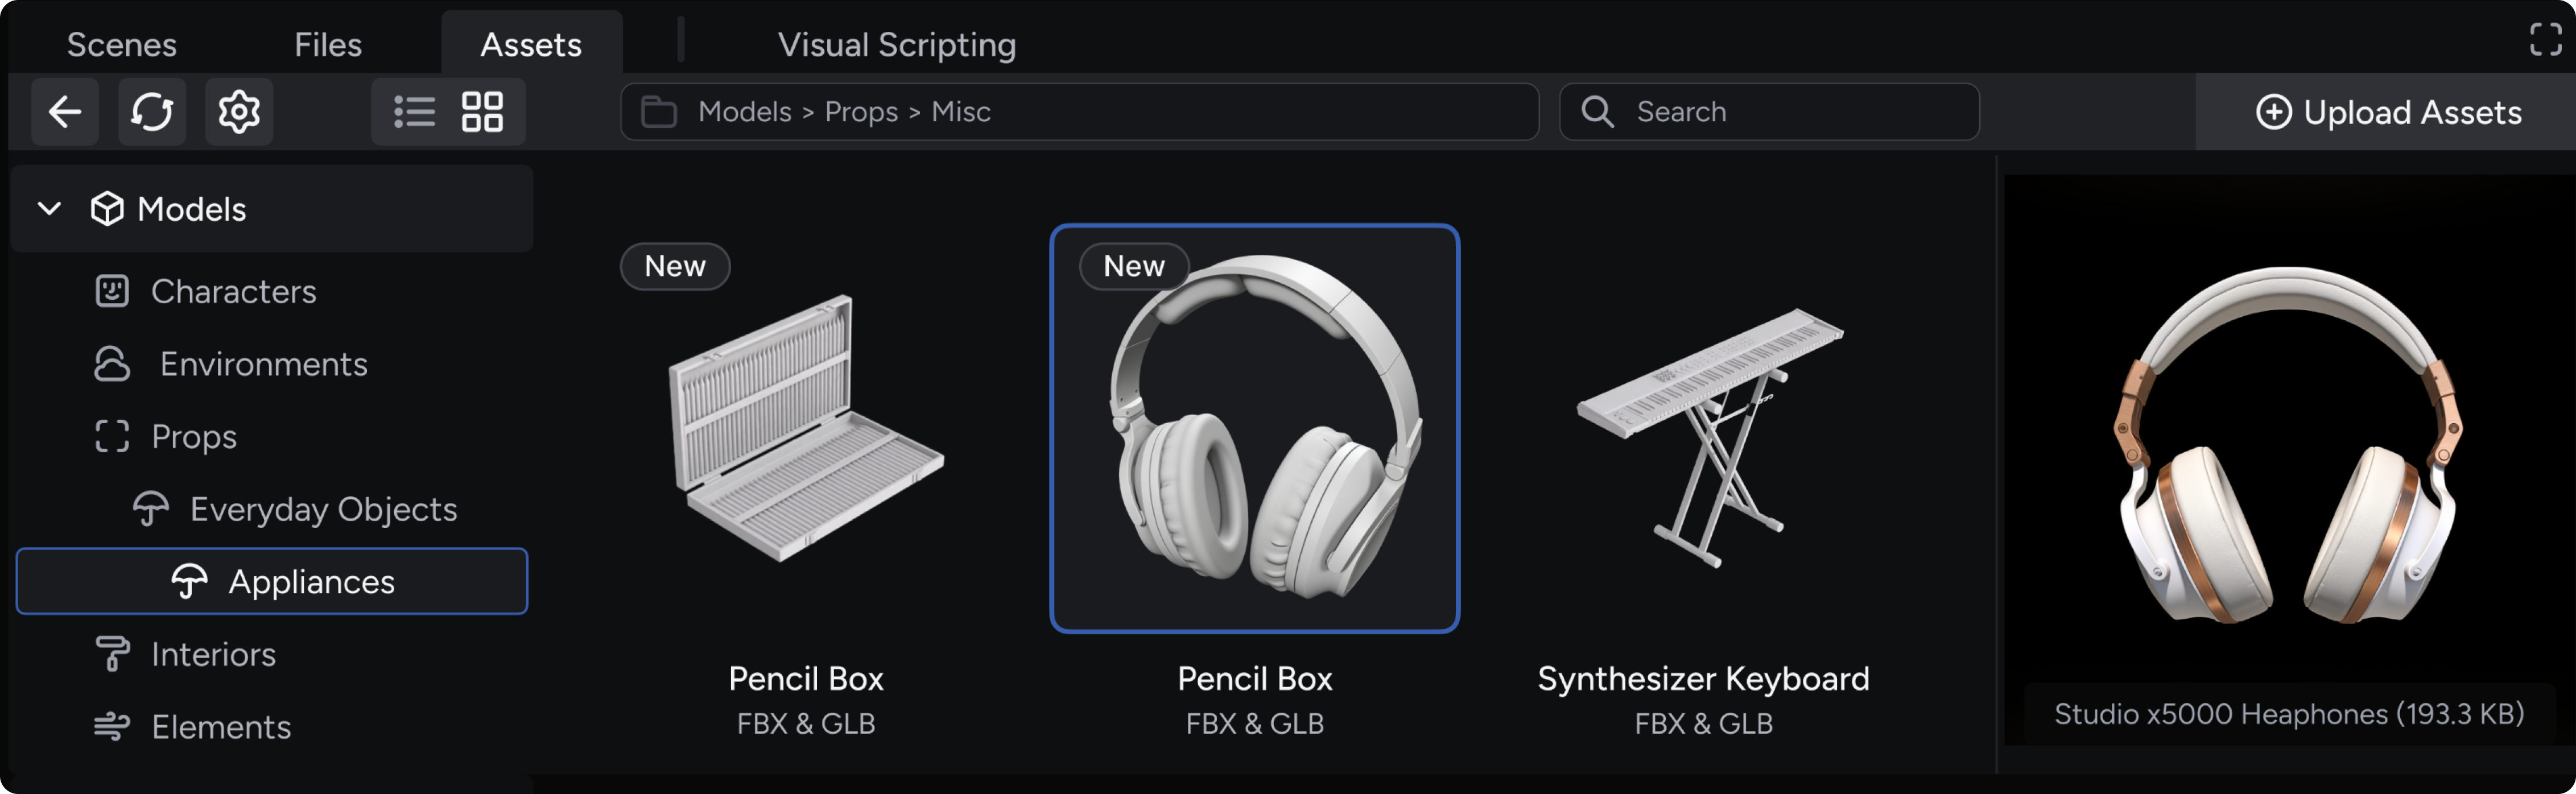 Scenes Files Assets Visual Scripting
Models > Props > Misc Search Upload Assets
Models
Characters
Environments
Props
Everyday Objects
Appliances
Interiors
Elements
New
Pencil Box
FBX & GLB
New
Pencil Box
FBX & GLB
Synthesizer Keyboard
FBX & GLB
Studio x5000 Heaphones (193.3 KB)